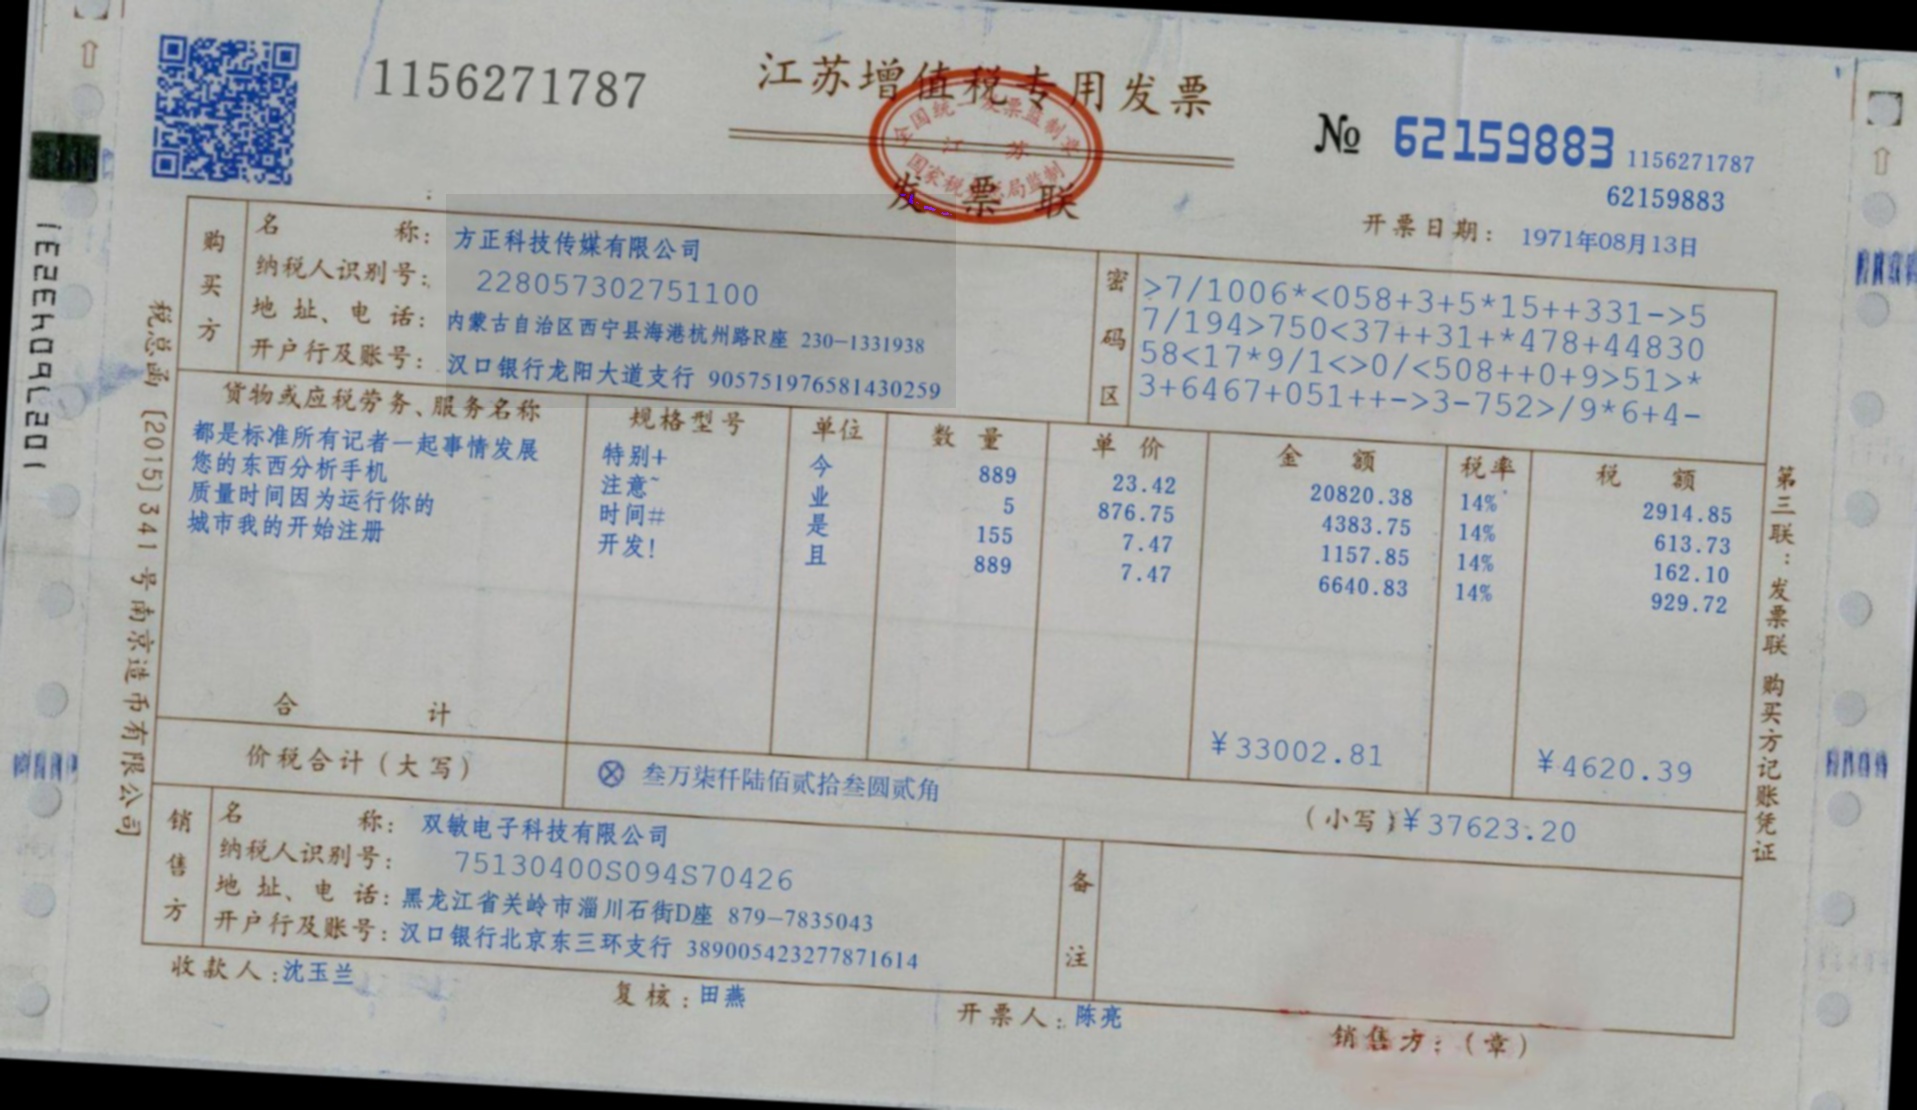 1156271787
江苏增值税专用发票
全国统一发票监制章
江苏
国家税务总局监制
发票联
№ 62159883 1156271787
62159883
开票日期: 1971年08月13日
购买方
名称: 方正科技传媒有限公司
纳税人识别号: 228057302751100
地址、电话: 内蒙古自治区西宁县海港杭州路R座 230-1331938
开户行及账号: 汉口银行龙阳大道支行 905751976581430259
密码区
>7/1006*<058+3+5*15++331->5
7/194>750<37++31+*478+44830
58<17*9/1<>0/<508++0+9>51>*
3+6467+051++->3-752>/9*6+4-
货物或应税劳务、服务名称 规格型号 单位 数量 单价 金额 税率 税额
都是标准所有记者一起事情发展 特别+ 今 889 23.42 20820.38 14% 2914.85
您的东西分析手机 注意~ 业 5 876.75 4383.75 14% 613.73
质量时间因为运行你的 时间# 是 155 7.47 1157.85 14% 162.10
城市我的开始注册 开发! 且 889 7.47 6640.83 14% 929.72
合计 ¥33002.81 ¥4620.39
价税合计(大写) ⊗ 叁万柒仟陆佰贰拾叁圆贰角 (小写)¥37623.20
销售方
名称: 双敏电子科技有限公司
纳税人识别号: 75130400S094S70426
地址、电话: 黑龙江省关岭市淄川石街D座 879-7835043
开户行及账号: 汉口银行北京东三环支行 389005423277871614
备注
收款人:沈玉兰 复核:田燕 开票人:陈亮 销售方:(章)
税总函〔2015〕341号南京造币有限公司
第三联:发票联 购买方记账凭证